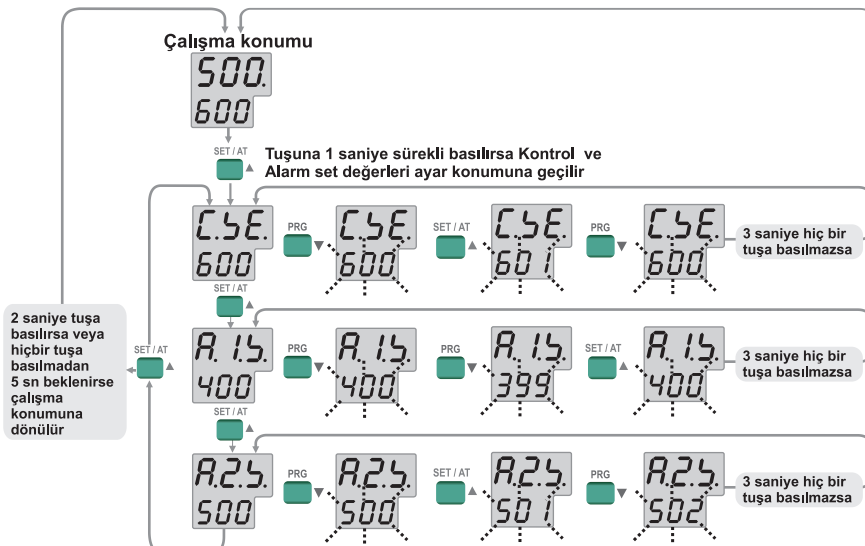 Çalışma konumu
500.
600
SET / AT
Tuşuna 1 saniye sürekli basılırsa Kontrol ve
Alarm set değerleri ayar konumuna geçilir
C.SE.
600
PRG
C.SE.
600
SET / AT
C.SE.
601
PRG
C.SE.
600
3 saniye hiç bir
tuşa basılmazsa
SET / AT
2 saniye tuşa
basılırsa veya
hiçbir tuşa
basılmadan
5 sn beklenirse
çalışma
konumuna
dönülür
SET / AT
A.1.S.
400
PRG
A.1.S.
400
PRG
A.1.S.
399
SET / AT
A.1.S.
400
3 saniye hiç bir
tuşa basılmazsa
SET / AT
A.2.S.
500
PRG
A.2.S.
500
SET / AT
A.2.S.
501
PRG
A.2.S.
502
3 saniye hiç bir
tuşa basılmazsa